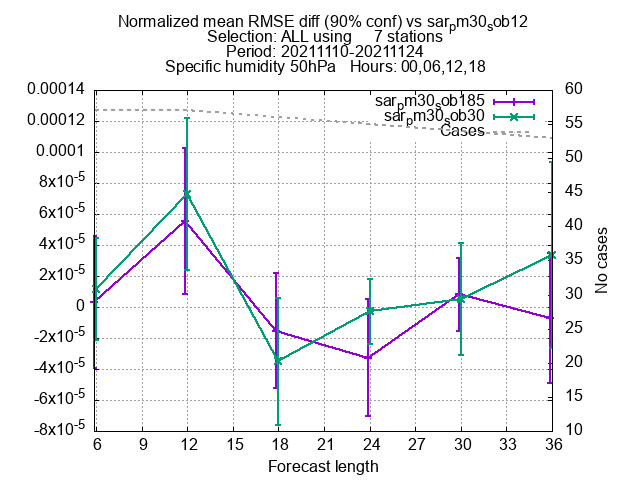 Normalized mean RMSE diff (90% conf) vs sarpm30sob12
Selection: ALL using 7 stations
Period: 20211110-20211124
Specific humidity 50hPa Hours: 00,06,12,18
sarpm30sob185
sarpm30sob30
Cases
0.00014
0.00012
0.0001
8x10-5
6x10-5
4x10-5
2x10-5
0
-2x10-5
-4x10-5
-6x10-5
-8x10-5
60
55
50
45
40
35
30
25
20
15
10
No cases
6 9 12 15 18 21 24 27 30 33 36
Forecast length